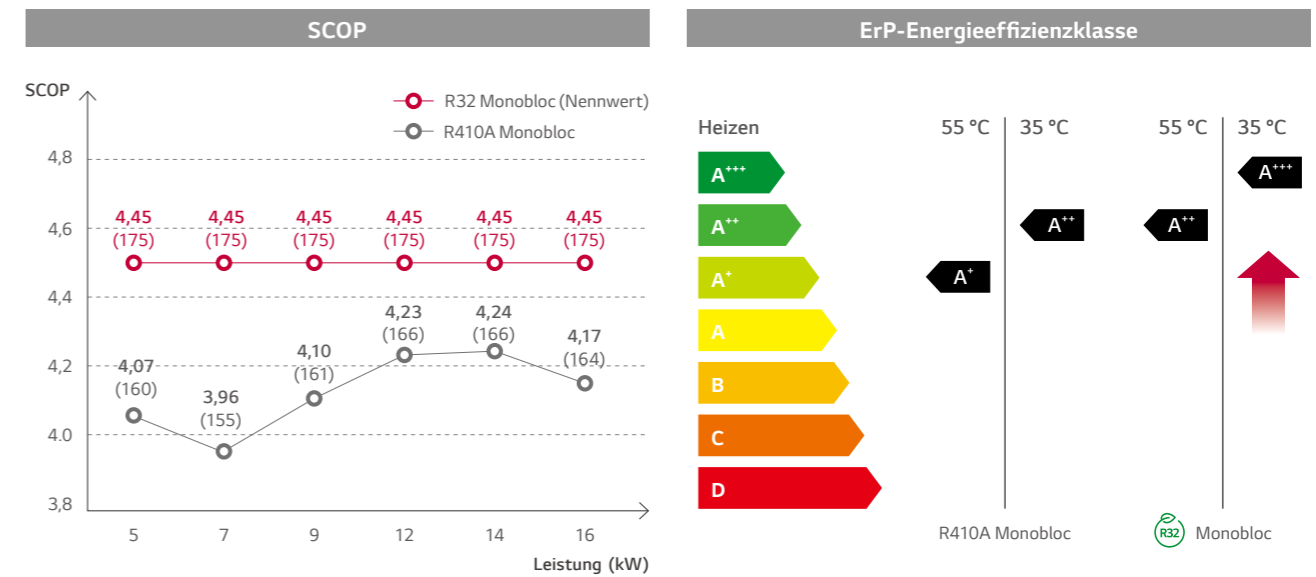 SCOP
SCOP
R32 Monobloc (Nennwert)
R410A Monobloc
4,8
4,6
4,4
4,2
4.0
3,8
4,45 4,45 4,45 4,45 4,45 4,45
(175) (175) (175) (175) (175) (175)
4,07
(160)
3,96
(155)
4,10
(161)
4,23
(166)
4,24
(166)
4,17
(164)
5 7 9 12 14 16
Leistung (kW)
ErP-Energieeffizienzklasse
Heizen 55 °C 35 °C 55 °C 35 °C
A+++ A+++
A++ A++ A++
A+ A+
A
B
C
D
R410A Monobloc R32 Monobloc